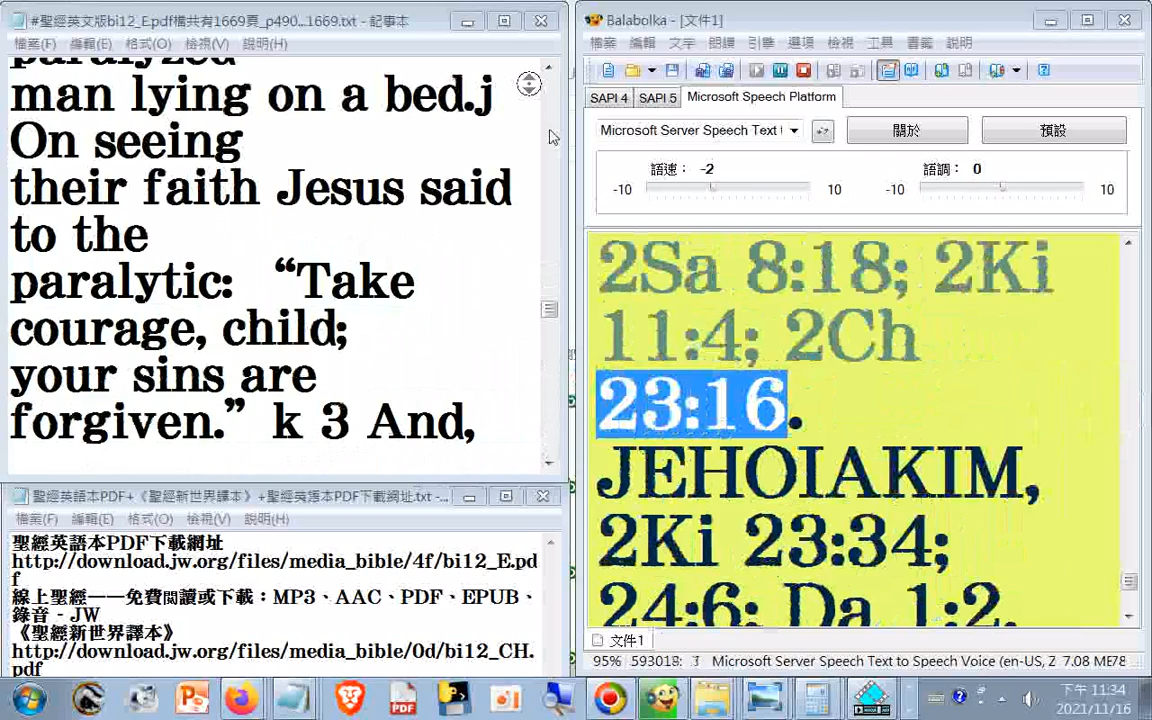 #聖經英文版bi12_E.pdf橫共有1669頁_p490...1669.txt - 記事本
檔案(F) 編輯(E) 格式(O) 檢視(V) 說明(H)
paralyzed
man lying on a bed.j
On seeing
their faith Jesus said
to the
paralytic: “Take
courage, child;
your sins are
forgiven.” k 3 And,
聖經英語本PDF+《聖經新世界譯本》+聖經英語本PDF下載網址.txt -...
檔案(F) 編輯(E) 格式(O) 檢視(V) 說明(H)
聖經英語本PDF下載網址
http://download.jw.org/files/media_bible/4f/bi12_E.pd
f
線上聖經——免費閱讀或下載：MP3、AAC、PDF、EPUB、
錄音 - JW
《聖經新世界譯本》
http://download.jw.org/files/media_bible/0d/bi12_CH.
pdf
Balabolka - [文件1]
檔案 編輯 文字 朗讀 引擎 選項 檢視 工具 書籤 說明
SAPI 4 SAPI 5 Microsoft Speech Platform
Microsoft Server Speech Text 關於 預設
語速： -2 語調： 0
-10 10 -10 10
2Sa 8:18; 2Ki
11:4; 2Ch
23:16.
JEHOIAKIM,
2Ki 23:34;
24:6; Da 1:2.
文件1
95% 593018: Microsoft Server Speech Text to Speech Voice (en-US, Z 7.08 ME78
PDF
下午 11:34
2021/11/16